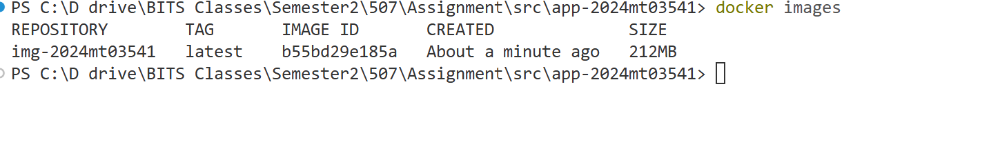 PS C:\D drive\BITS Classes\Semester2\507\Assignment\src\app-2024mt03541> docker images
REPOSITORY TAG IMAGE ID CREATED SIZE
img-2024mt03541 latest b55bd29e185a About a minute ago 212MB
PS C:\D drive\BITS Classes\Semester2\507\Assignment\src\app-2024mt03541>